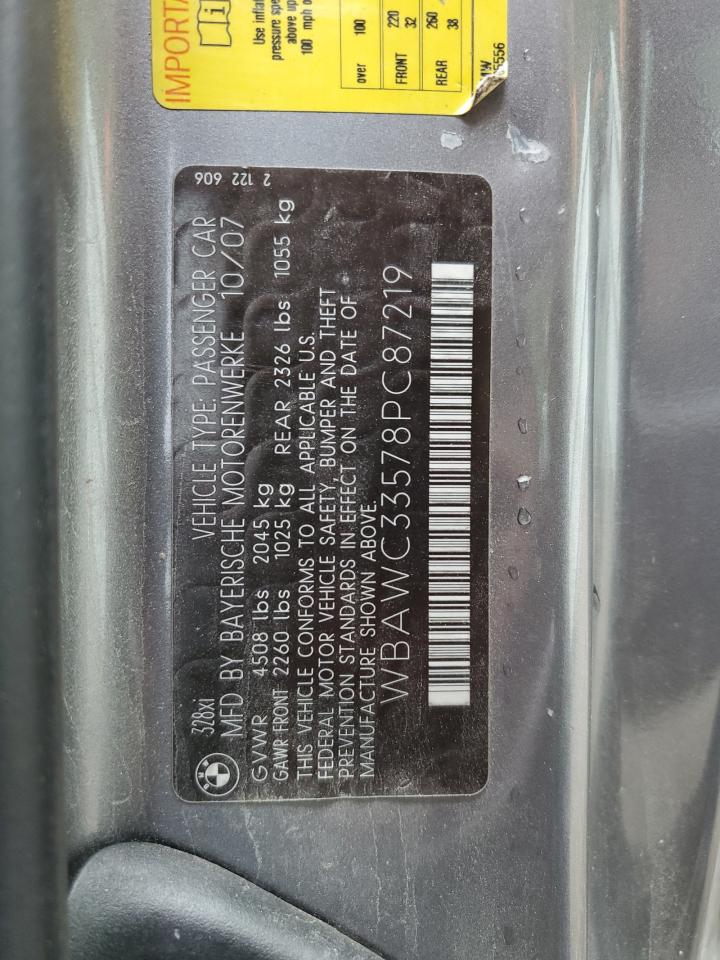 IMPORTA
Use infla
pressure spe
above up
100 mph o
over 100
FRONT 220 32
REAR 260 38
5556
328xi VEHICLE TYPE: PASSENGER CAR 2 122 606
MFD BY BAYERISCHE MOTORENWERKE 10/07
GVWR 4508 lbs 2045 kg
GAWR FRONT 2260 lbs 1025 kg REAR 2326 lbs 1055 kg
THIS VEHICLE CONFORMS TO ALL APPLICABLE U.S.
FEDERAL MOTOR VEHICLE SAFETY, BUMPER AND THEFT
PREVENTION STANDARDS IN EFFECT ON THE DATE OF
MANUFACTURE SHOWN ABOVE.
WBAWC33578PC87219